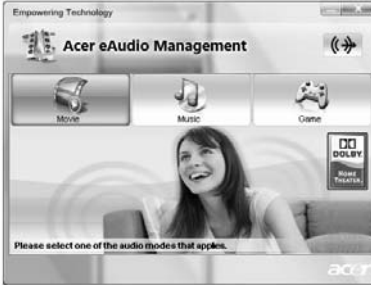 Empowering Technology
Acer eAudio Management
Movie
Music
Game
DOLBY
HOME
THEATER
Please select one of the audio modes that apples.
acer